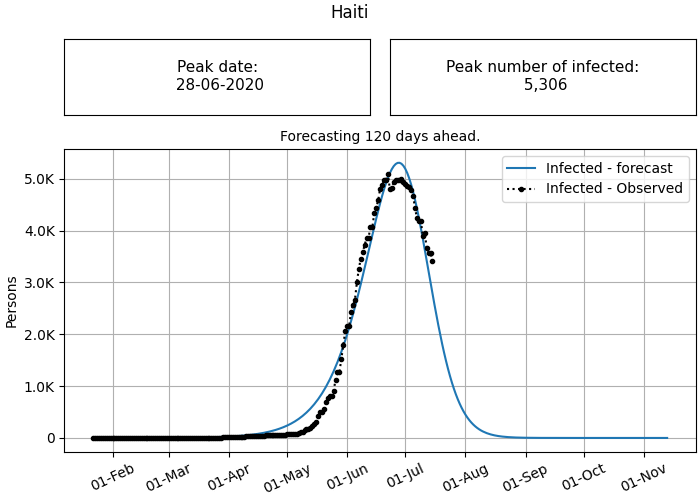 Haiti
Peak date:
28-06-2020
Peak number of infected:
5,306
Forecasting 120 days ahead.
Infected - forecast
Infected - Observed
Persons
5.0K
4.0K
3.0K
2.0K
1.0K
0
01-Feb
01-Mar
01-Apr
01-May
01-Jun
01-Jul
01-Aug
01-Sep
01-Oct
01-Nov